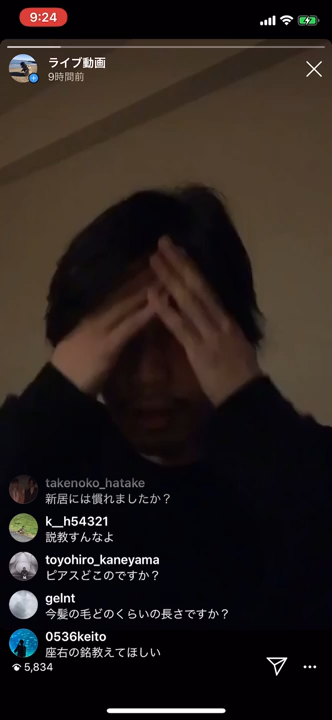 9:24
ライブ動画
9時間前
takenoko_hatake
新居には慣れましたか?
k__h54321
説教すんなよ
toyohiro_kaneyama
ピアスどこのですか?
gelnt
今髪の毛どのくらいの長さですか?
0536keito
座右の銘教えてほしい
5,834